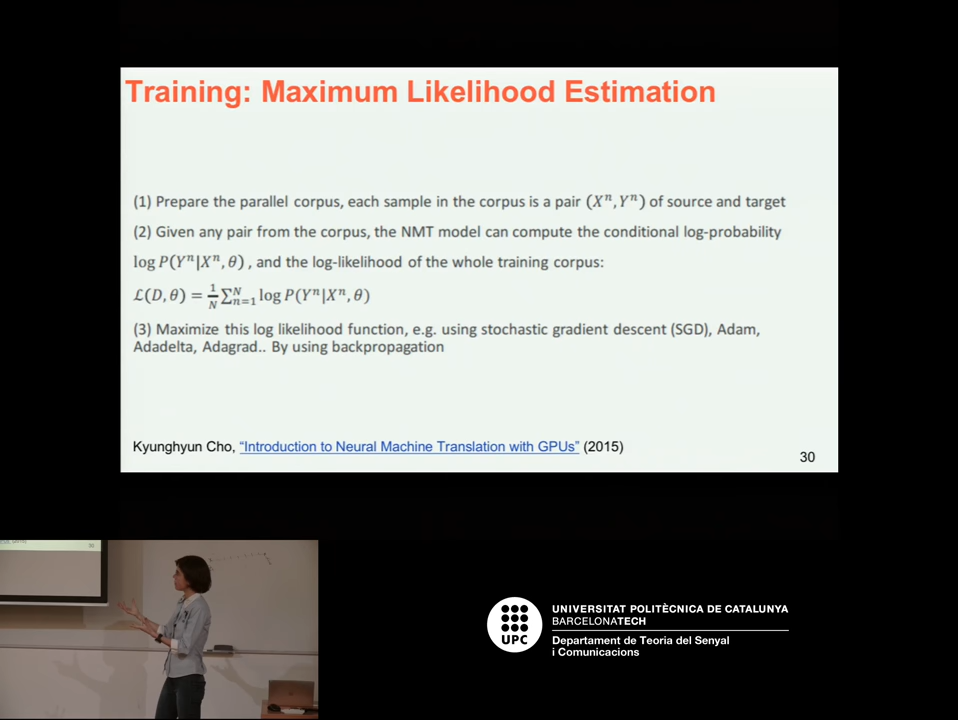 Training: Maximum Likelihood Estimation
(1) Prepare the parallel corpus, each sample in the corpus is a pair (Xⁿ, Yⁿ) of source and target
(2) Given any pair from the corpus, the NMT model can compute the conditional log-probability
log P(Yⁿ|Xⁿ, θ) , and the log-likelihood of the whole training corpus:
ℒ(D, θ) = 1/N ∑ᴺₙ₌₁ log P(Yⁿ|Xⁿ, θ)
(3) Maximize this log likelihood function, e.g. using stochastic gradient descent (SGD), Adam,
Adadelta, Adagrad.. By using backpropagation
Kyunghyun Cho, “Introduction to Neural Machine Translation with GPUs” (2015)
30
UPC
UNIVERSITAT POLITÈCNICA DE CATALUNYA
BARCELONATECH
Departament de Teoria del Senyal
i Comunicacions